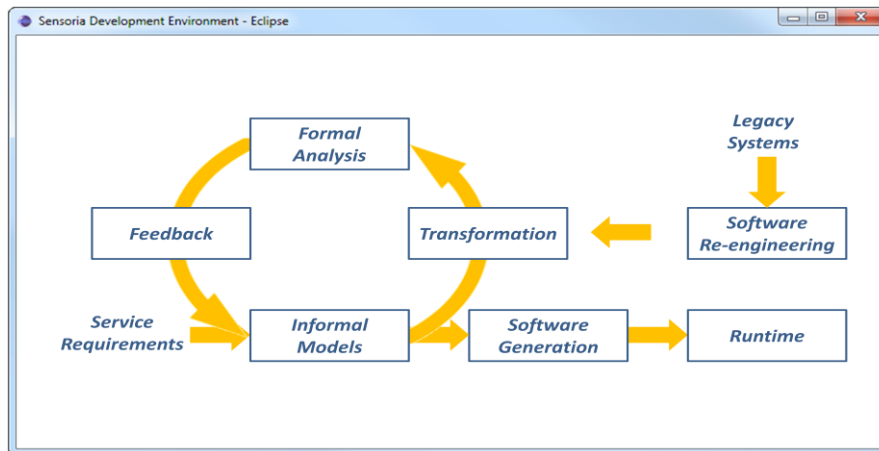 Sensoria Development Environment - Eclipse
Formal
Analysis
Legacy
Systems
Feedback
Transformation
Software
Re-engineering
Service
Requirements
Informal
Models
Software
Generation
Runtime